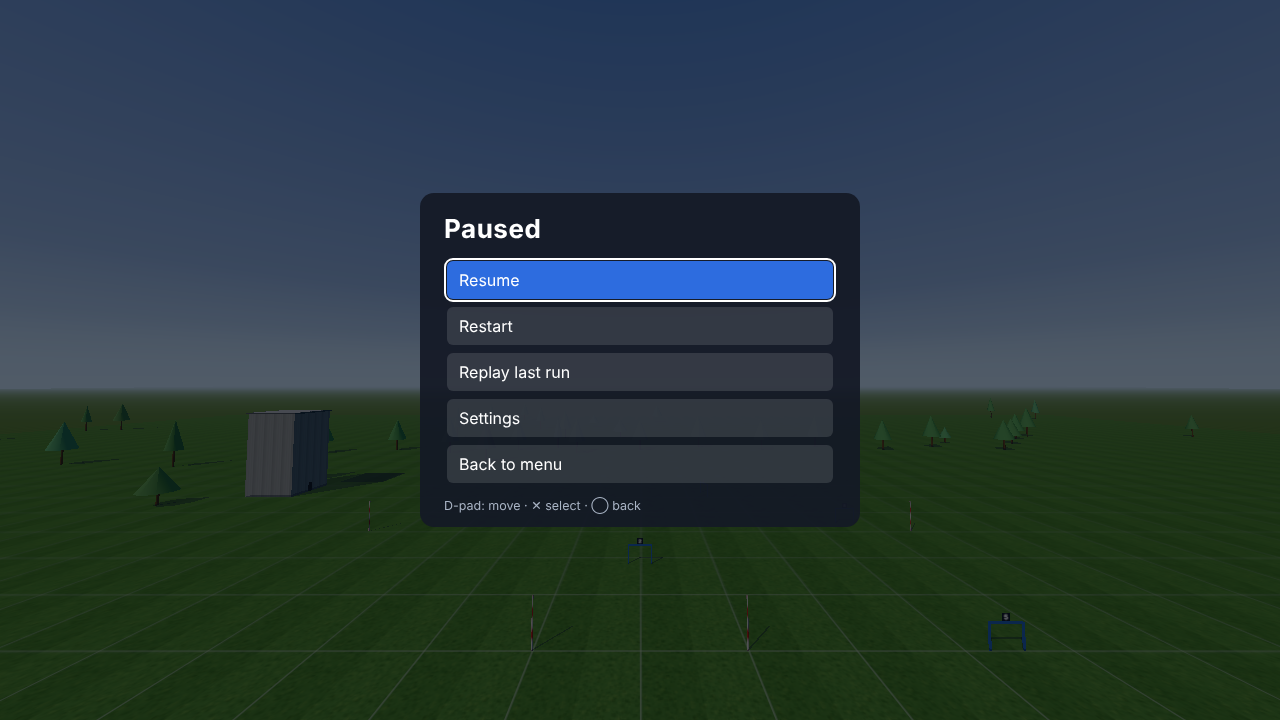 Paused
Resume
Restart
Replay last run
Settings
Back to menu
D-pad: move · ✕ select · ◯ back